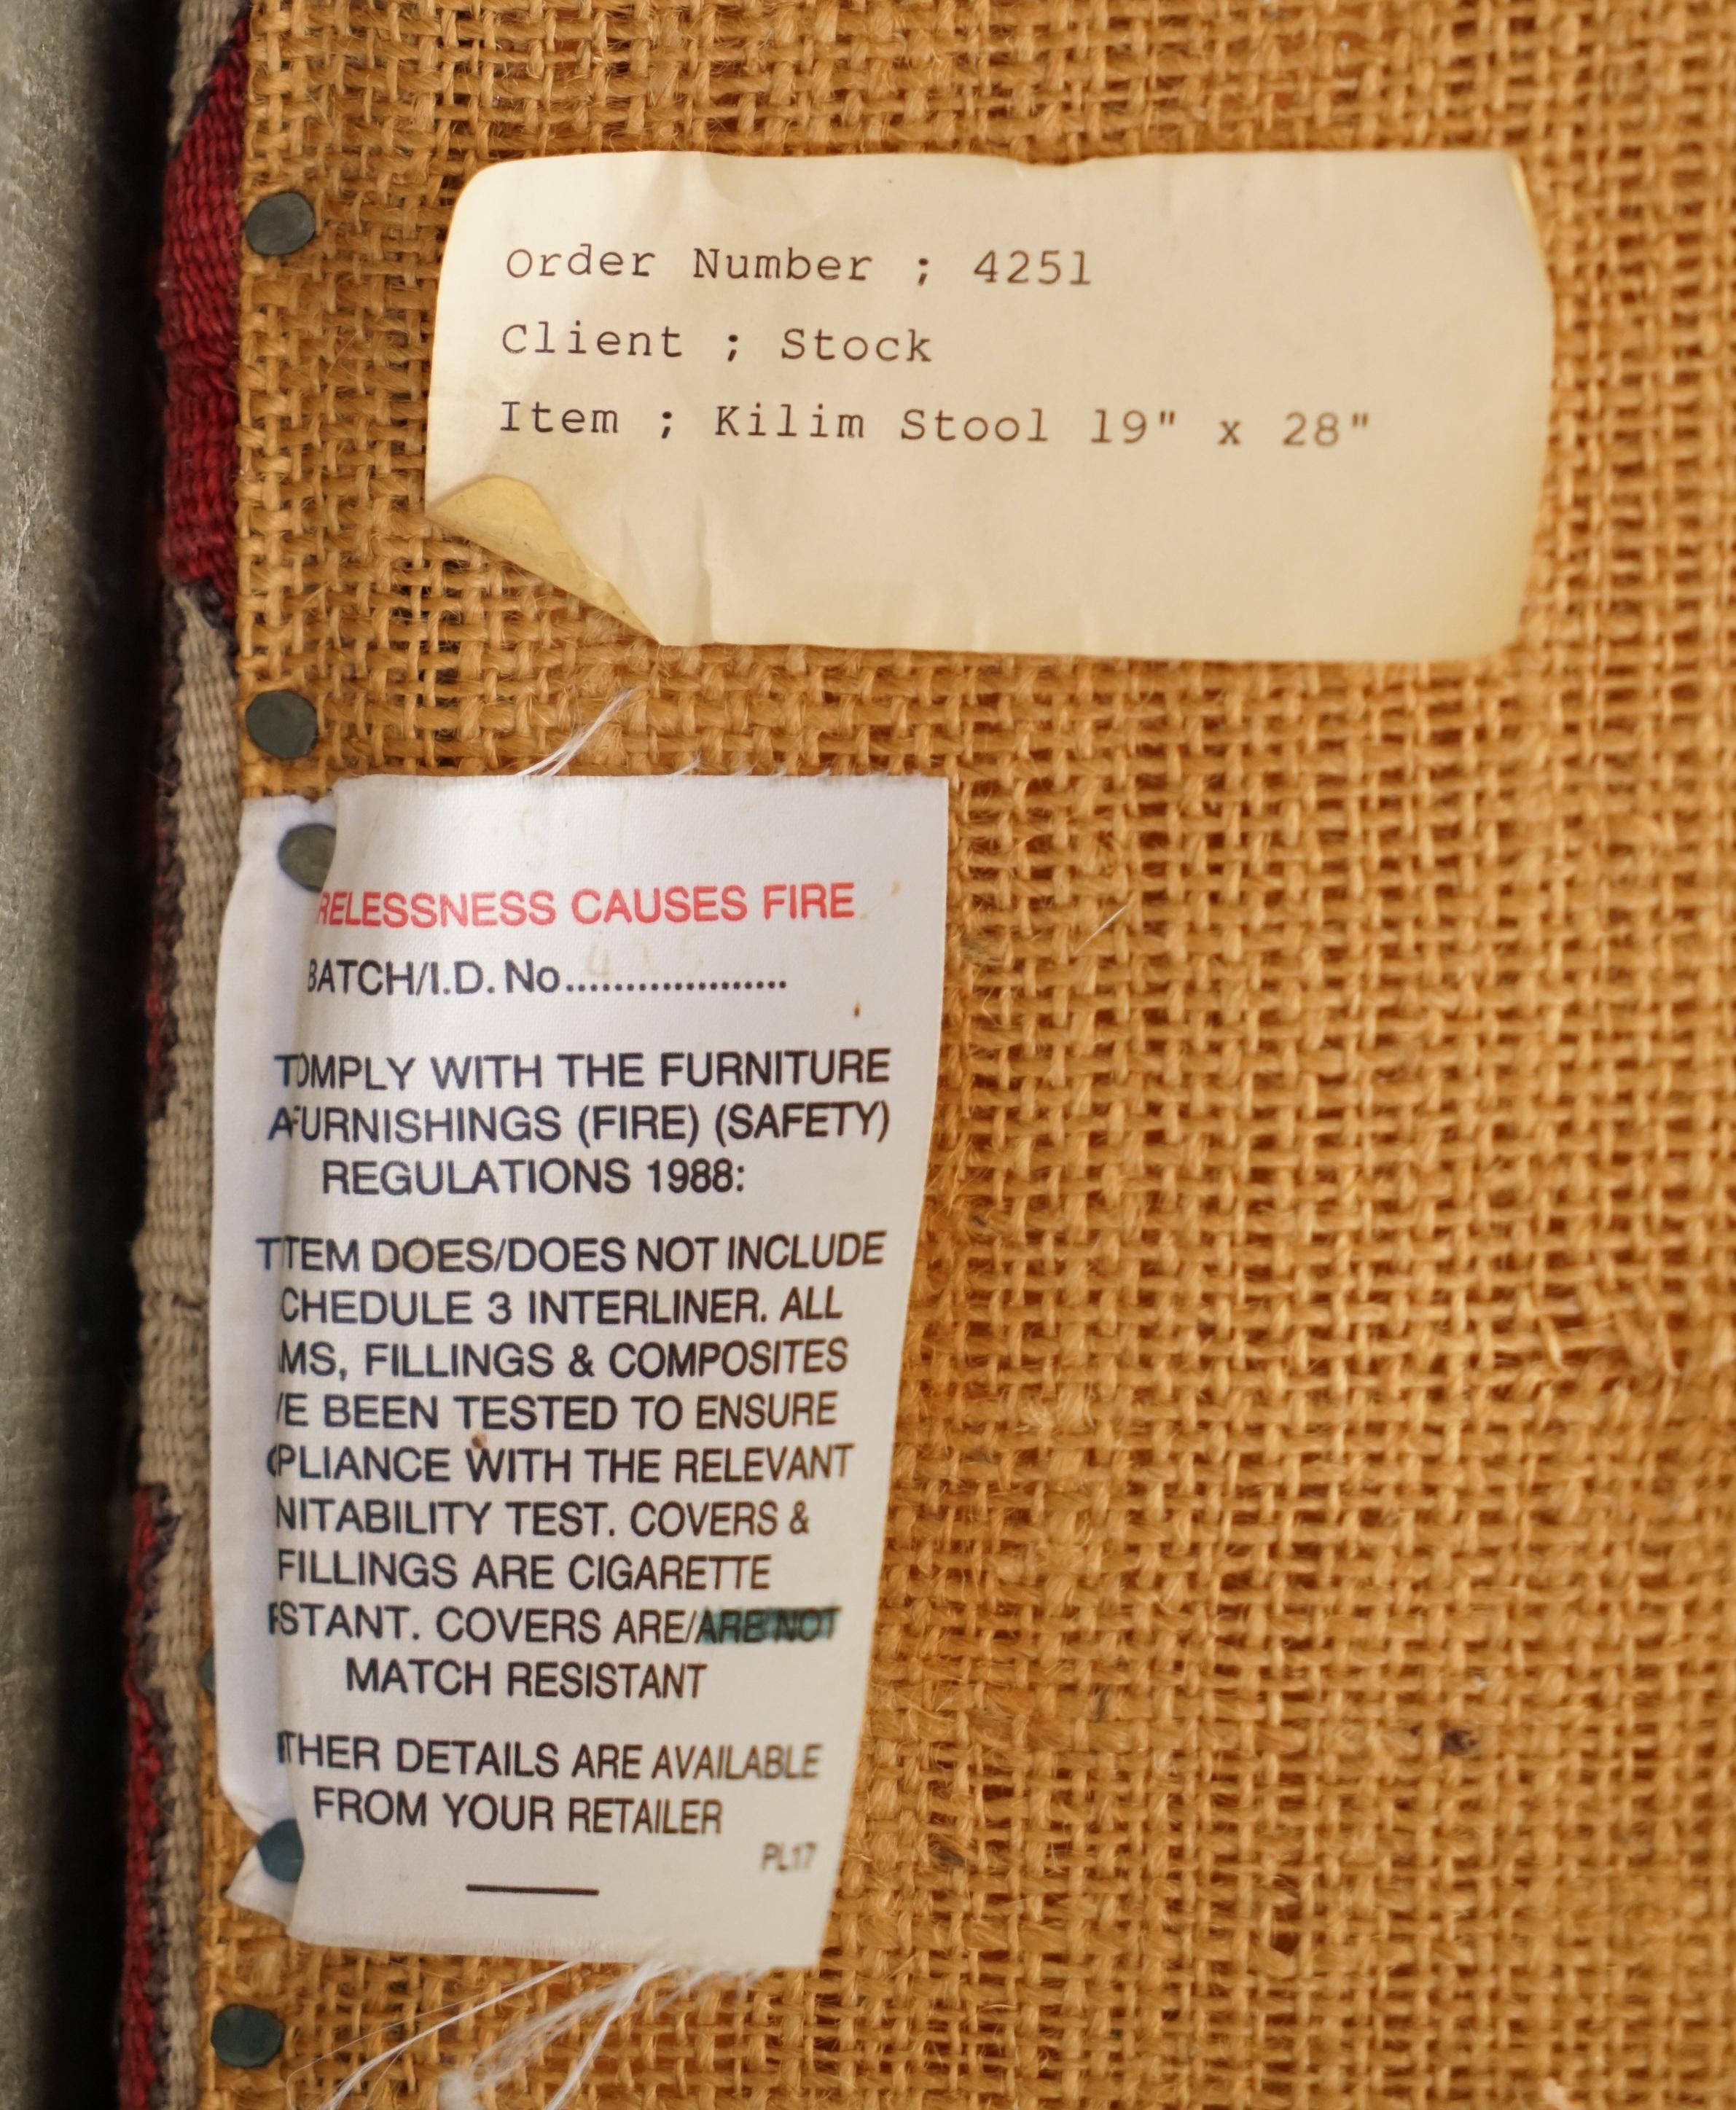 Order Number ; 4251
Client ; Stock
Item ; Kilim Stool 19" x 28"
RELESSNESS CAUSES FIRE
BATCH/I.D. No...................
TOMPLY WITH THE FURNITURE
AFURNISHINGS (FIRE) (SAFETY)
REGULATIONS 1988:
TTEM DOES/DOES NOT INCLUDE
CHEDULE 3 INTERLINER. ALL
MS, FILLINGS & COMPOSITES
VE BEEN TESTED TO ENSURE
PLIANCE WITH THE RELEVANT
NITABILITY TEST. COVERS &
FILLINGS ARE CIGARETTE
STANT. COVERS ARE/ARE NOT
MATCH RESISTANT
THER DETAILS ARE AVAILABLE
FROM YOUR RETAILER
PL17